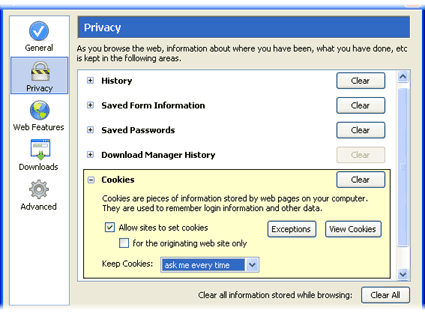 General
Privacy
Web Features
Downloads
Advanced
Privacy
As you browse the web, information about where you have been, what you have done, etc
is kept in the following areas.
History Clear
Saved Form Information Clear
Saved Passwords Clear
Download Manager History Clear
Cookies Clear
Cookies are pieces of information stored by web pages on your computer.
They are used to remember login information and other data.
Allow sites to set cookies Exceptions View Cookies
for the originating web site only
Keep Cookies: ask me every time
Clear all information stored while browsing: Clear All